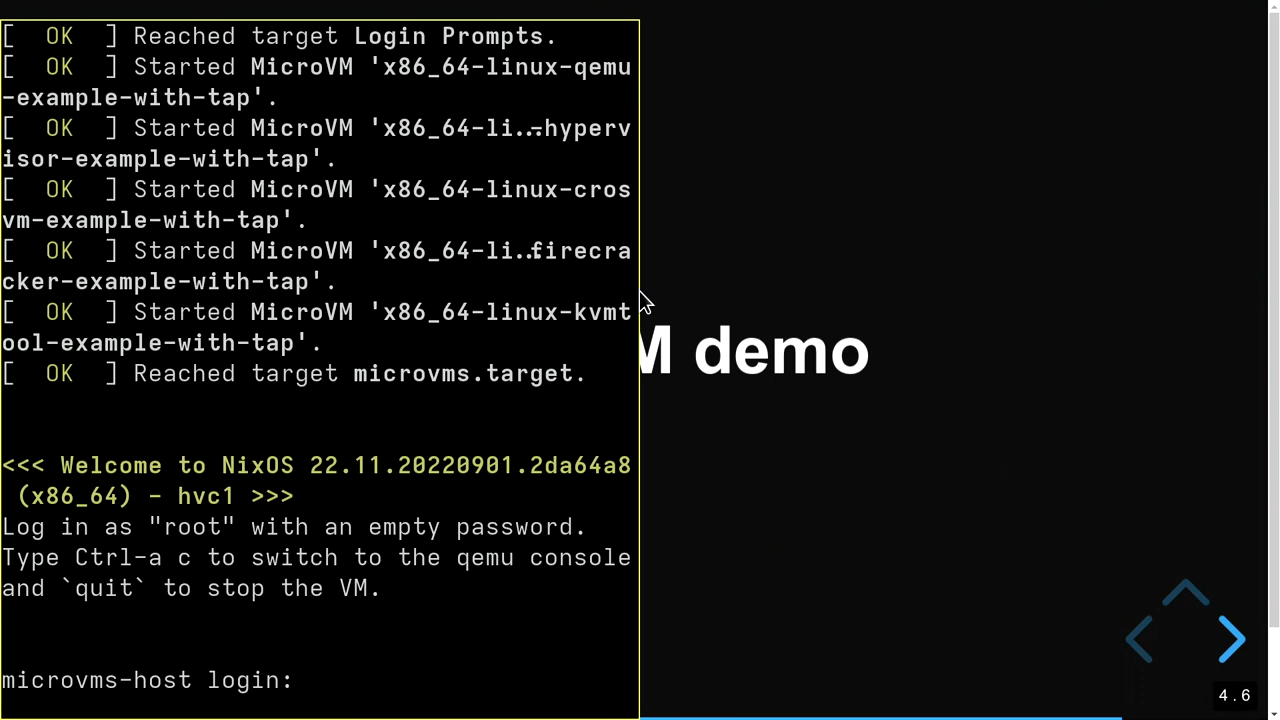 [  OK  ] Reached target Login Prompts.
[  OK  ] Started MicroVM 'x86_64-linux-qemu
-example-with-tap'.
[  OK  ] Started MicroVM 'x86_64-li…-hyperv
isor-example-with-tap'.
[  OK  ] Started MicroVM 'x86_64-linux-cros
vm-example-with-tap'.
[  OK  ] Started MicroVM 'x86_64-li…firecra
cker-example-with-tap'.
[  OK  ] Started MicroVM 'x86_64-linux-kvmt
ool-example-with-tap'.
[  OK  ] Reached target microvms.target.
<<< Welcome to NixOS 22.11.20220901.2da64a8
 (x86_64) - hvc1 >>>
Log in as "root" with an empty password.
Type Ctrl-a c to switch to the qemu console
and `quit` to stop the VM.
microvms-host login:
M demo
4.6